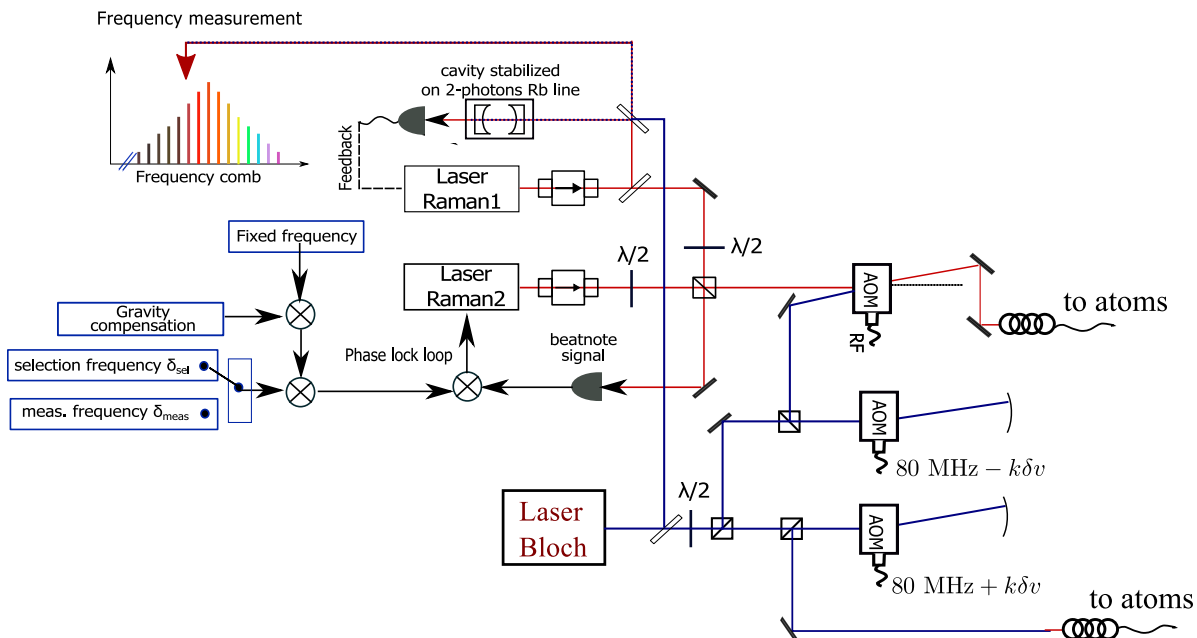 Frequency measurement
cavity stabilized
on 2-photons Rb line
Feedback
Frequency comb
Laser
Raman1
λ/2
Fixed frequency
λ/2
Laser
Raman2
AOM
RF
to atoms
Gravity
compensation
Phase lock loop
beatnote
signal
selection frequency δsel
meas. frequency δmeas
AOM
80 MHz − kδv
λ/2
Laser
Bloch
AOM
80 MHz + kδv
to atoms